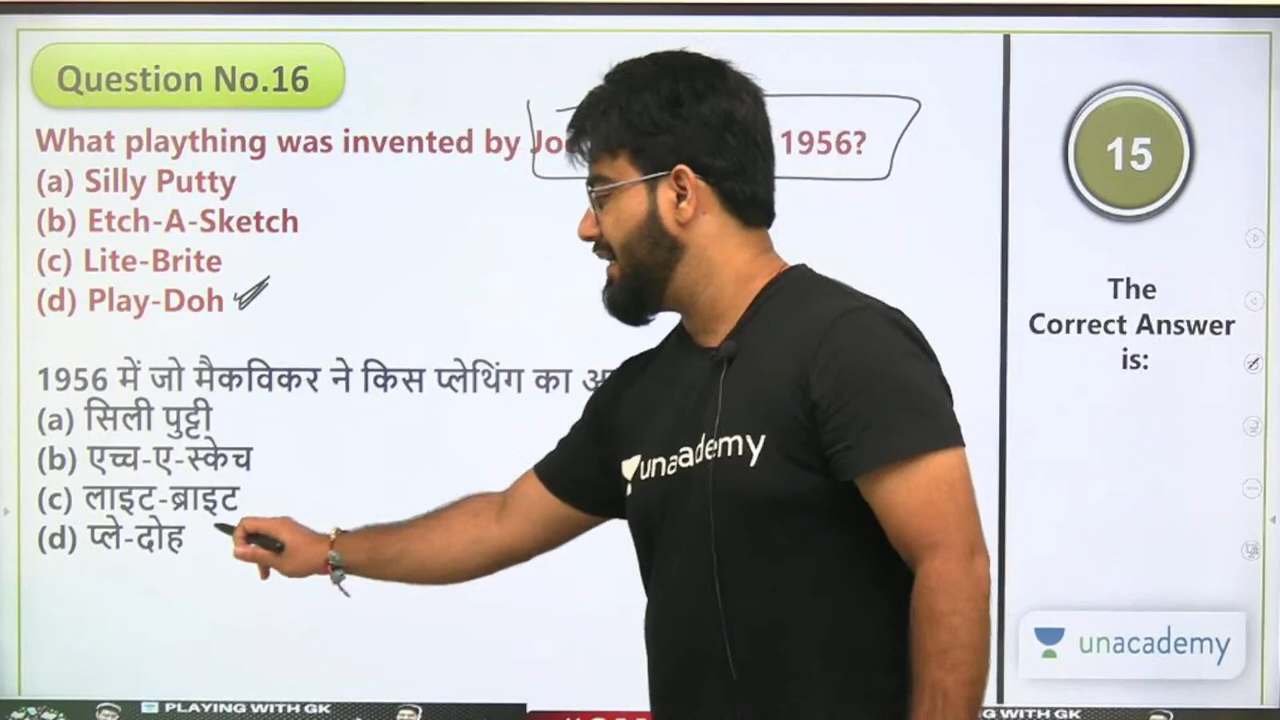 Question No.16
What plaything was invented by Jo 1956?
(a) Silly Putty
(b) Etch-A-Sketch
(c) Lite-Brite
(d) Play-Doh
1956 में जो मैकविकर ने किस प्लेथिंग का
(a) सिली पुट्टी
(b) एच्च-ए-स्केच
(c) लाइट-ब्राइट
(d) प्ले-दोह
15
The
Correct Answer
is:
unaademy
unacademy
PLAYING WITH GK
G WITH GK